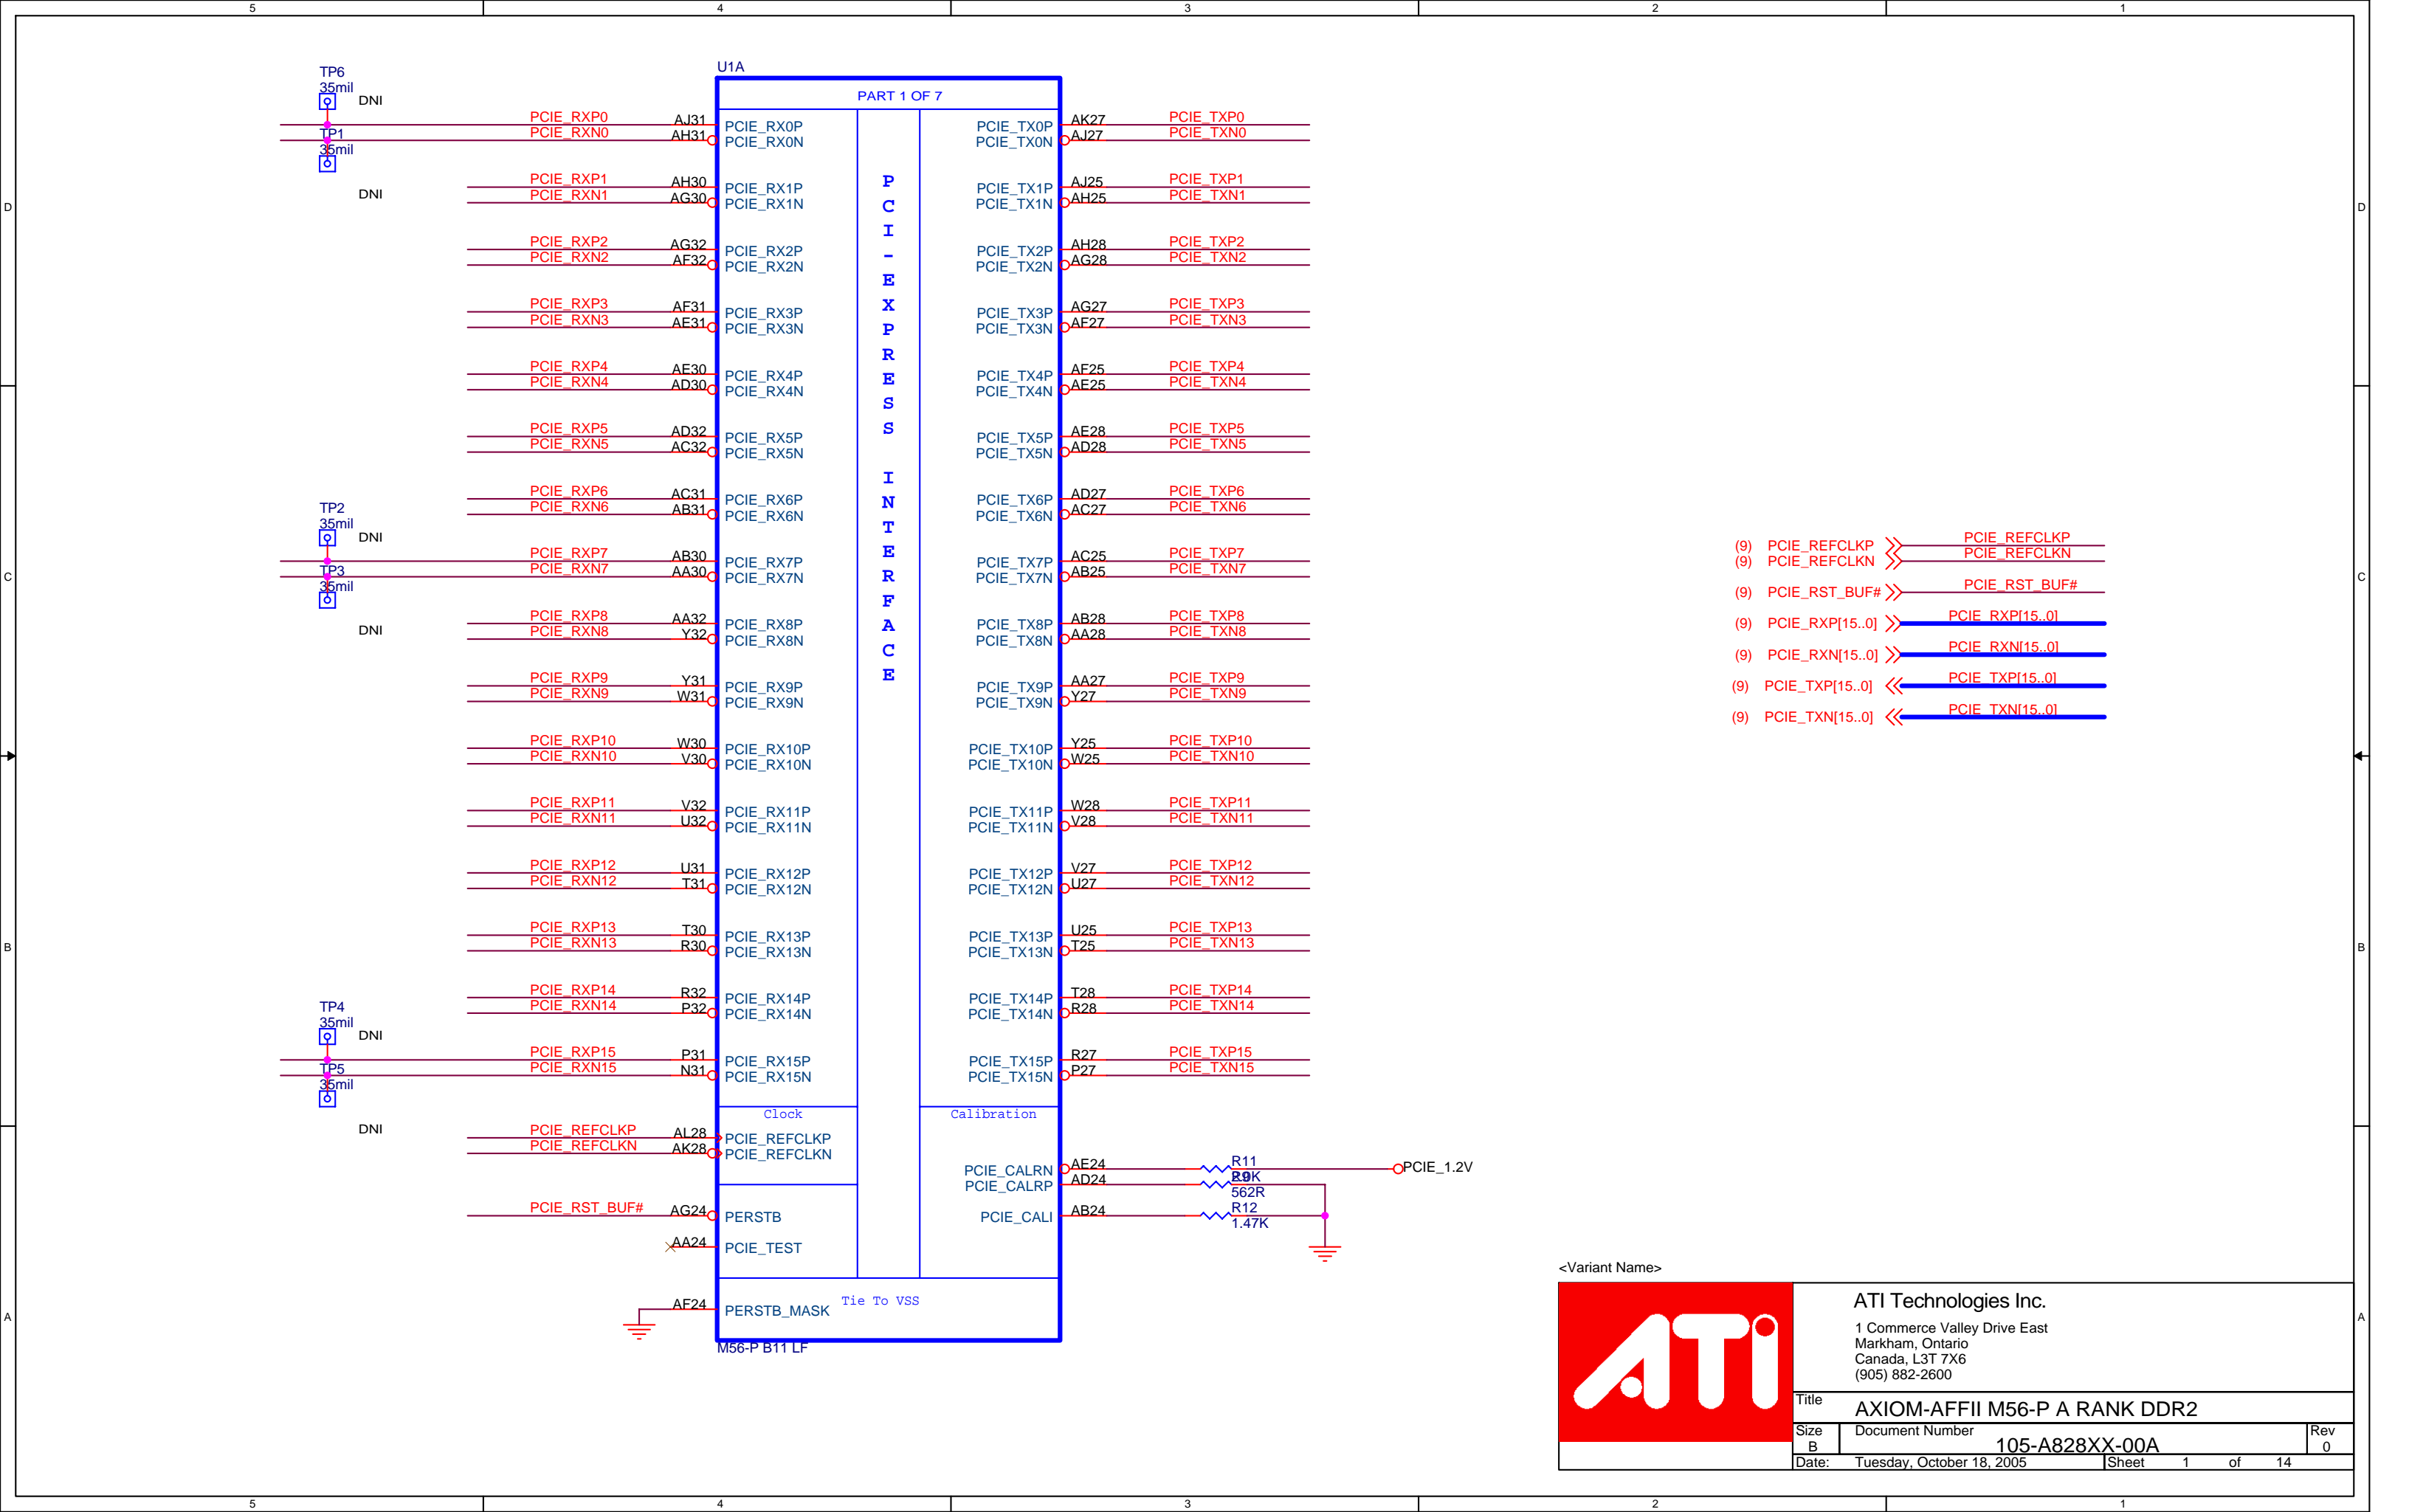 5 4 3 2 1
U1A
PART 1 OF 7
PCI-EXPRESS INTERFACE
TP6
35mil
DNI
TP1
35mil
DNI
PCIE_RXP0 AJ31 PCIE_RX0P PCIE_TX0P AK27 PCIE_TXP0
PCIE_RXN0 AH31 PCIE_RX0N PCIE_TX0N AJ27 PCIE_TXN0
PCIE_RXP1 AH30 PCIE_RX1P PCIE_TX1P AJ25 PCIE_TXP1
PCIE_RXN1 AG30 PCIE_RX1N PCIE_TX1N AH25 PCIE_TXN1
D D
PCIE_RXP2 AG32 PCIE_RX2P PCIE_TX2P AH28 PCIE_TXP2
PCIE_RXN2 AF32 PCIE_RX2N PCIE_TX2N AG28 PCIE_TXN2
PCIE_RXP3 AF31 PCIE_RX3P PCIE_TX3P AG27 PCIE_TXP3
PCIE_RXN3 AE31 PCIE_RX3N PCIE_TX3N AF27 PCIE_TXN3
PCIE_RXP4 AE30 PCIE_RX4P PCIE_TX4P AF25 PCIE_TXP4
PCIE_RXN4 AD30 PCIE_RX4N PCIE_TX4N AE25 PCIE_TXN4
PCIE_RXP5 AD32 PCIE_RX5P PCIE_TX5P AE28 PCIE_TXP5
PCIE_RXN5 AC32 PCIE_RX5N PCIE_TX5N AD28 PCIE_TXN5
PCIE_RXP6 AC31 PCIE_RX6P PCIE_TX6P AD27 PCIE_TXP6
PCIE_RXN6 AB31 PCIE_RX6N PCIE_TX6N AC27 PCIE_TXN6
TP2
35mil
DNI
TP3
35mil
DNI
PCIE_RXP7 AB30 PCIE_RX7P PCIE_TX7P AC25 PCIE_TXP7
PCIE_RXN7 AA30 PCIE_RX7N PCIE_TX7N AB25 PCIE_TXN7
C C
PCIE_RXP8 AA32 PCIE_RX8P PCIE_TX8P AB28 PCIE_TXP8
PCIE_RXN8 Y32 PCIE_RX8N PCIE_TX8N AA28 PCIE_TXN8
PCIE_RXP9 Y31 PCIE_RX9P PCIE_TX9P AA27 PCIE_TXP9
PCIE_RXN9 W31 PCIE_RX9N PCIE_TX9N Y27 PCIE_TXN9
PCIE_RXP10 W30 PCIE_RX10P PCIE_TX10P Y25 PCIE_TXP10
PCIE_RXN10 V30 PCIE_RX10N PCIE_TX10N W25 PCIE_TXN10
PCIE_RXP11 V32 PCIE_RX11P PCIE_TX11P W28 PCIE_TXP11
PCIE_RXN11 U32 PCIE_RX11N PCIE_TX11N V28 PCIE_TXN11
PCIE_RXP12 U31 PCIE_RX12P PCIE_TX12P V27 PCIE_TXP12
PCIE_RXN12 T31 PCIE_RX12N PCIE_TX12N U27 PCIE_TXN12
PCIE_RXP13 T30 PCIE_RX13P PCIE_TX13P U25 PCIE_TXP13
PCIE_RXN13 R30 PCIE_RX13N PCIE_TX13N T25 PCIE_TXN13
B B
PCIE_RXP14 R32 PCIE_RX14P PCIE_TX14P T28 PCIE_TXP14
PCIE_RXN14 P32 PCIE_RX14N PCIE_TX14N R28 PCIE_TXN14
TP4
35mil
DNI
TP5
35mil
DNI
PCIE_RXP15 P31 PCIE_RX15P PCIE_TX15P R27 PCIE_TXP15
PCIE_RXN15 N31 PCIE_RX15N PCIE_TX15N P27 PCIE_TXN15
Clock Calibration
PCIE_REFCLKP AL28 PCIE_REFCLKP
PCIE_REFCLKN AK28 PCIE_REFCLKN
PCIE_CALRN AE24 R11 PCIE_1.2V
PCIE_CALRP AD24
562R
PCIE_RST_BUF# AG24 PERSTB PCIE_CALI AB24 R12
1.47K
AA24 PCIE_TEST
Tie To VSS
AF24 PERSTB_MASK
M56-P B11 LF
(9) PCIE_REFCLKP PCIE_REFCLKP
(9) PCIE_REFCLKN PCIE_REFCLKN
(9) PCIE_RST_BUF# PCIE_RST_BUF#
(9) PCIE_RXP[15..0] PCIE_RXP[15..0]
(9) PCIE_RXN[15..0] PCIE_RXN[15..0]
(9) PCIE_TXP[15..0] PCIE_TXP[15..0]
(9) PCIE_TXN[15..0] PCIE_TXN[15..0]
A A
<Variant Name>
ATI
ATI Technologies Inc.
1 Commerce Valley Drive East
Markham, Ontario
Canada, L3T 7X6
(905) 882-2600
Title
AXIOM-AFFII M56-P A RANK DDR2
Size Document Number Rev
B 105-A828XX-00A 0
Date: Tuesday, October 18, 2005 Sheet 1 of 14
5 4 3 2 1